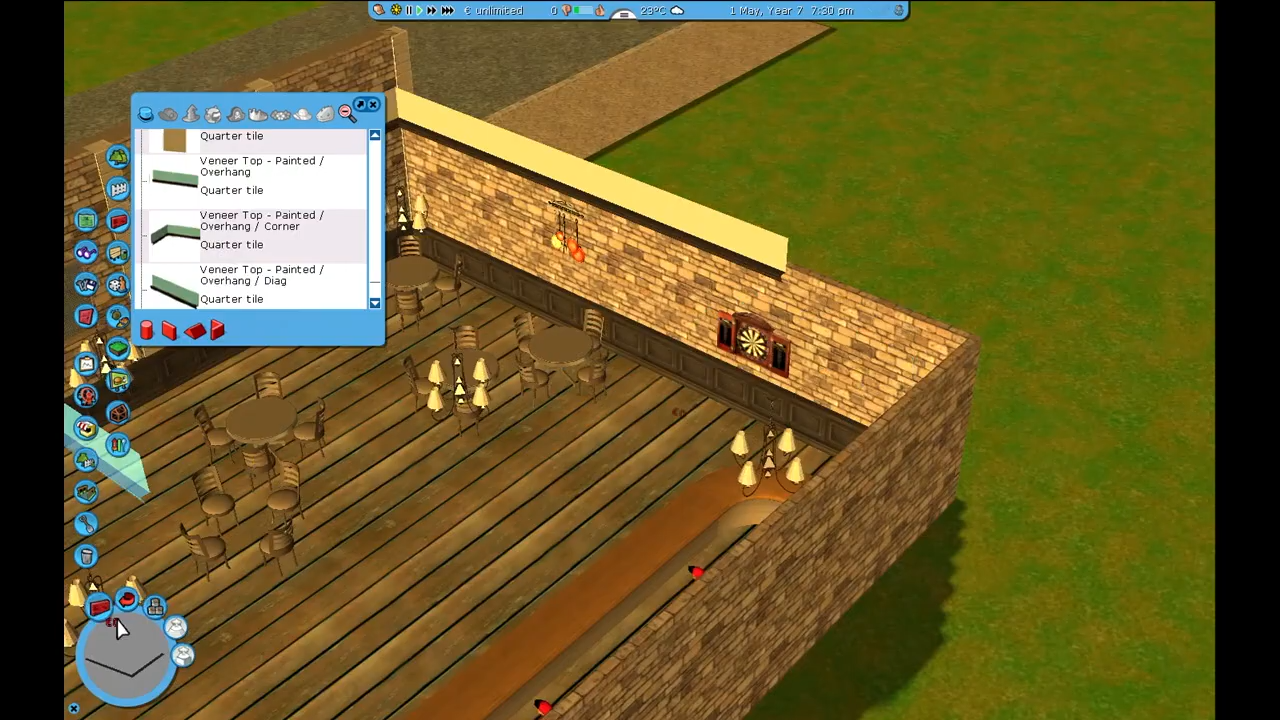 € unlimited 0 23°C 1 May, Year 7 7:30 pm
Quarter tile
Veneer Top - Painted /
Overhang
Quarter tile
Veneer Top - Painted /
Overhang / Corner
Quarter tile
Veneer Top - Painted /
Overhang / Diag
Quarter tile